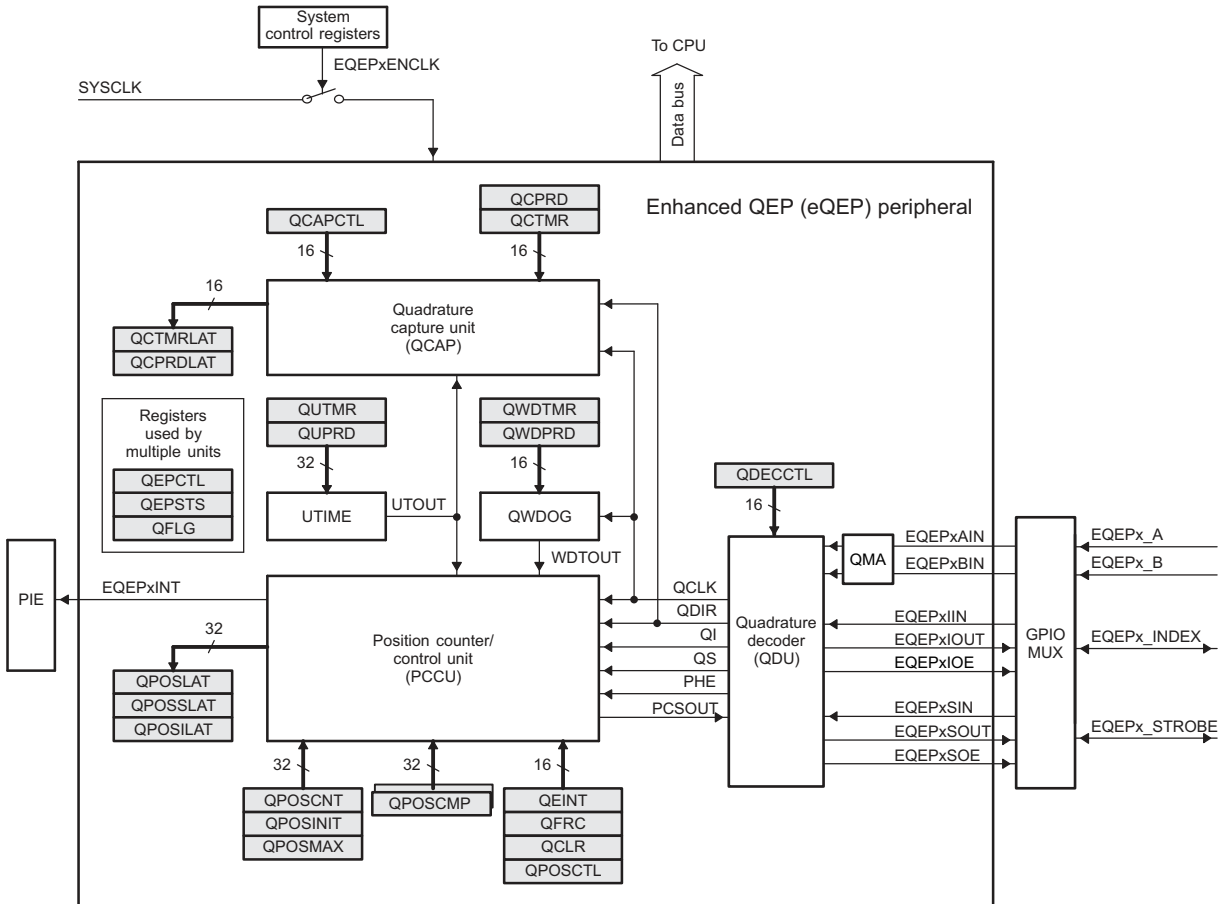 System
control registers
To CPU
EQEPxENCLK
SYSCLK
Data bus
Enhanced QEP (eQEP) peripheral
QCPRD
QCAPCTL
QCTMR
16
16
16
Quadrature
capture unit
(QCAP)
QCTMRLAT
QCPRDLAT
Registers
used by
multiple units
QEPCTL
QEPSTS
QFLG
QUTMR
QUPRD
32
QWDTMR
QWDPRD
16
UTIME
UTOUT
QWDOG
WDTOUT
QDECCTL
16
EQEPxAIN
EQEPxBIN
QMA
EQEPx_A
EQEPx_B
PIE
EQEPxINT
QCLK
QDIR
QI
QS
PHE
PCSOUT
Position counter/
control unit
(PCCU)
Quadrature
decoder
(QDU)
EQEPxIIN
EQEPxIOUT
EQEPxIOE
EQEPxSIN
EQEPxSOUT
EQEPxSOE
GPIO
MUX
EQEPx_INDEX
EQEPx_STROBE
32
QPOSLAT
QPOSSLAT
QPOSILAT
32
32
16
QPOSCNT
QPOSINIT
QPOSMAX
QPOSCMP
QEINT
QFRC
QCLR
QPOSCTL